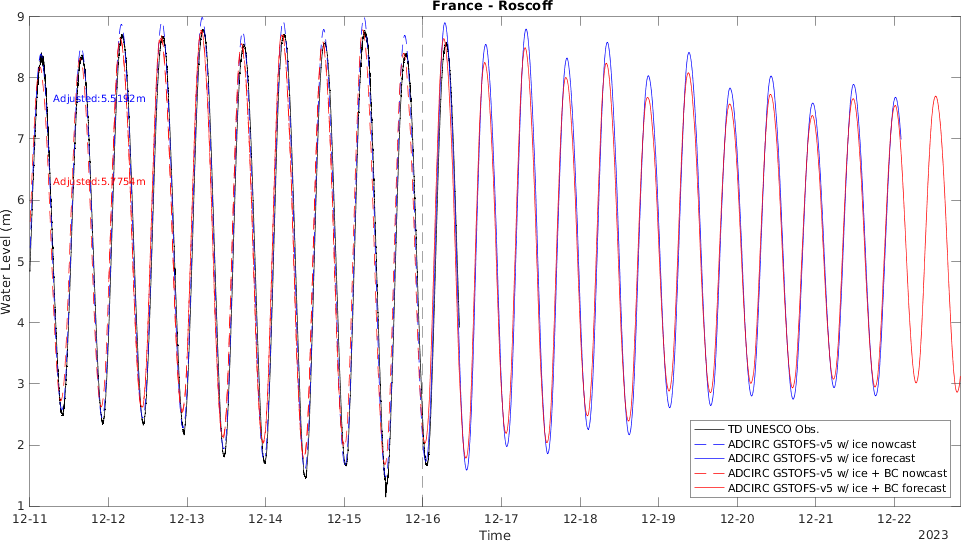 France - Roscoff
9
8
7
6
5
4
3
2
1
Water Level (m)
Adjusted:5.5192m
Adjusted:5.7754m
TD UNESCO Obs.
ADCIRC GSTOFS-v5 w/ ice nowcast
ADCIRC GSTOFS-v5 w/ ice forecast
ADCIRC GSTOFS-v5 w/ ice + BC nowcast
ADCIRC GSTOFS-v5 w/ ice + BC forecast
12-11 12-12 12-13 12-14 12-15 12-16 12-17 12-18 12-19 12-20 12-21 12-22
Time
2023